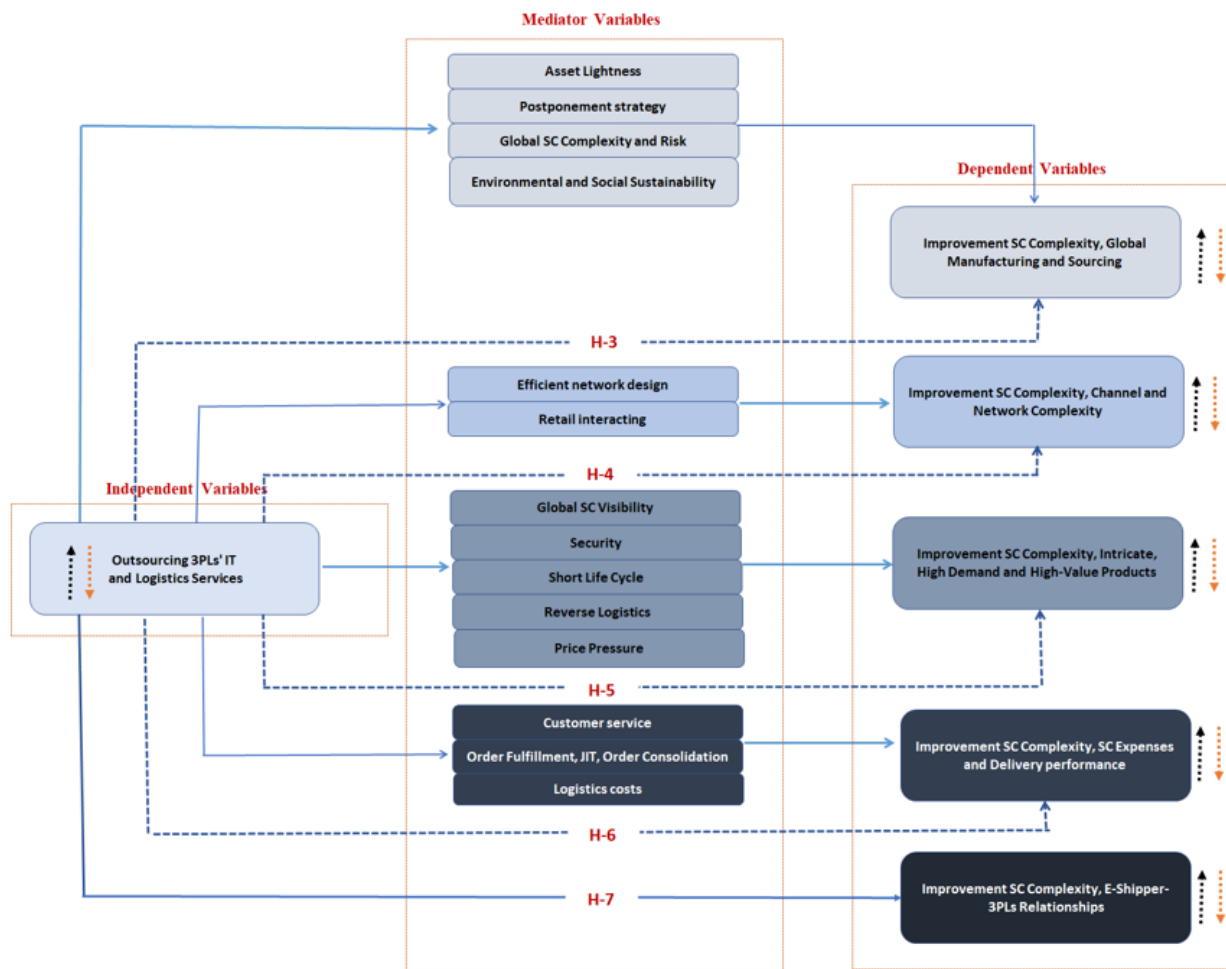 Mediator Variables
Asset Lightness
Postponement strategy
Global SC Complexity and Risk
Environmental and Social Sustainability
Dependent Variables
Improvement SC Complexity, Global
Manufacturing and Sourcing
H-3
Efficient network design
Retail interacting
Improvement SC Complexity, Channel and
Network Complexity
H-4
Independent Variables
Outsourcing 3PLs' IT
and Logistics Services
Global SC Visibility
Security
Short Life Cycle
Reverse Logistics
Price Pressure
Improvement SC Complexity, Intricate,
High Demand and High-Value Products
H-5
Customer service
Order Fulfillment, JIT, Order Consolidation
Logistics costs
Improvement SC Complexity, SC Expenses
and Delivery performance
H-6
Improvement SC Complexity, E-Shipper-
3PLs Relationships
H-7